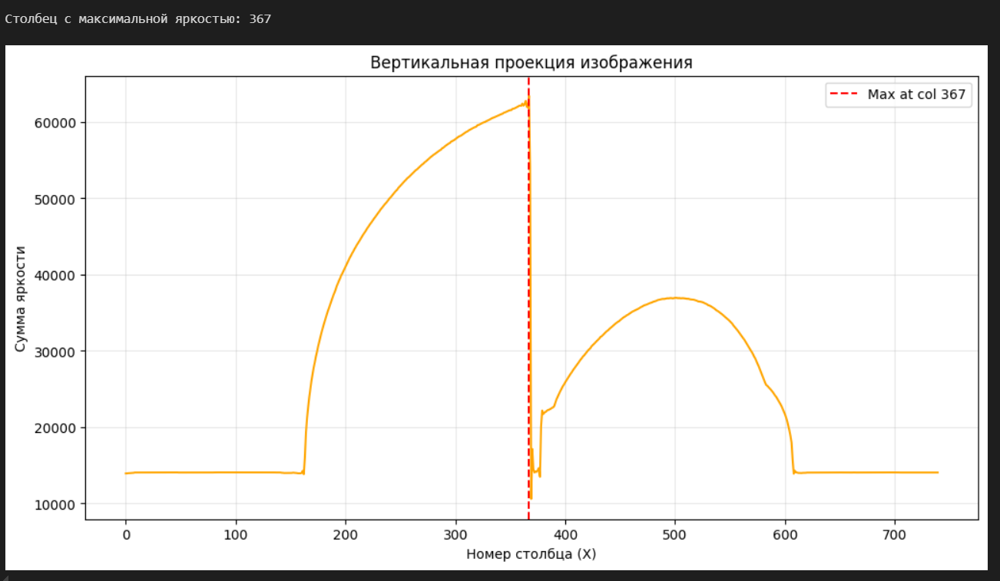 Столбец с максимальной яркостью: 367
Вертикальная проекция изображения
Max at col 367
60000
50000
40000
30000
20000
10000
Сумма яркости
0 100 200 300 400 500 600 700
Номер столбца (X)